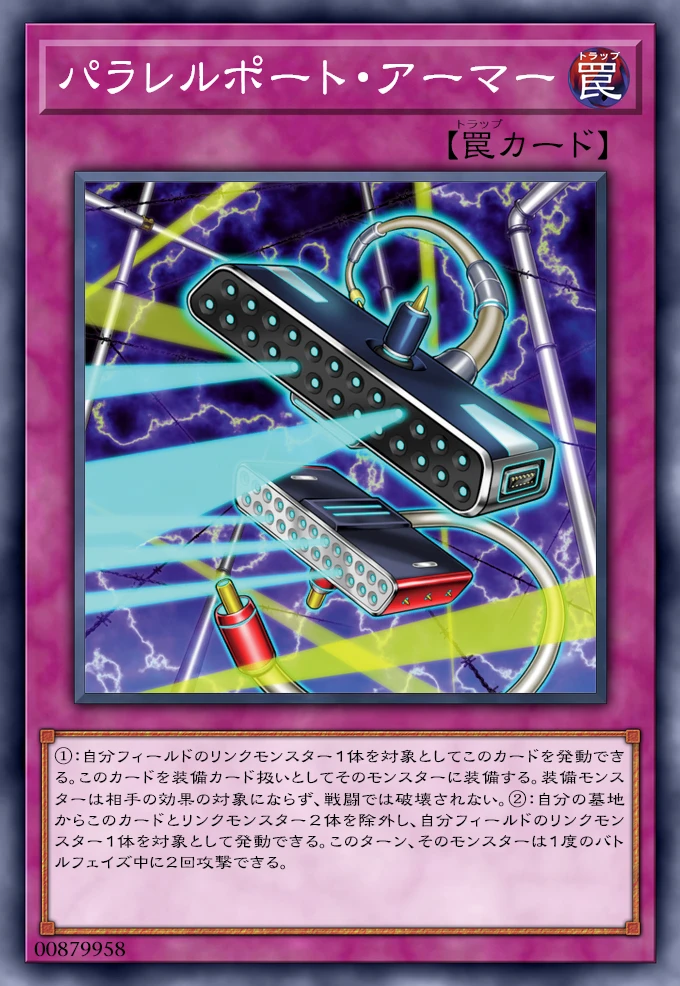 パラレルポート・アーマー
トラップ
罠
トラップ
【罠カード】
①:自分フィールドのリンクモンスター1体を対象としてこのカードを発動でき
る。このカードを装備カード扱いとしてそのモンスターに装備する。装備モンス
ターは相手の効果の対象にならず、戦闘では破壊されない。②:自分の墓地
からこのカードとリンクモンスター2体を除外し、自分フィールドのリンクモン
スター1体を対象として発動できる。このターン、そのモンスターは1度のバト
ルフェイズ中に2回攻撃できる。
00879958